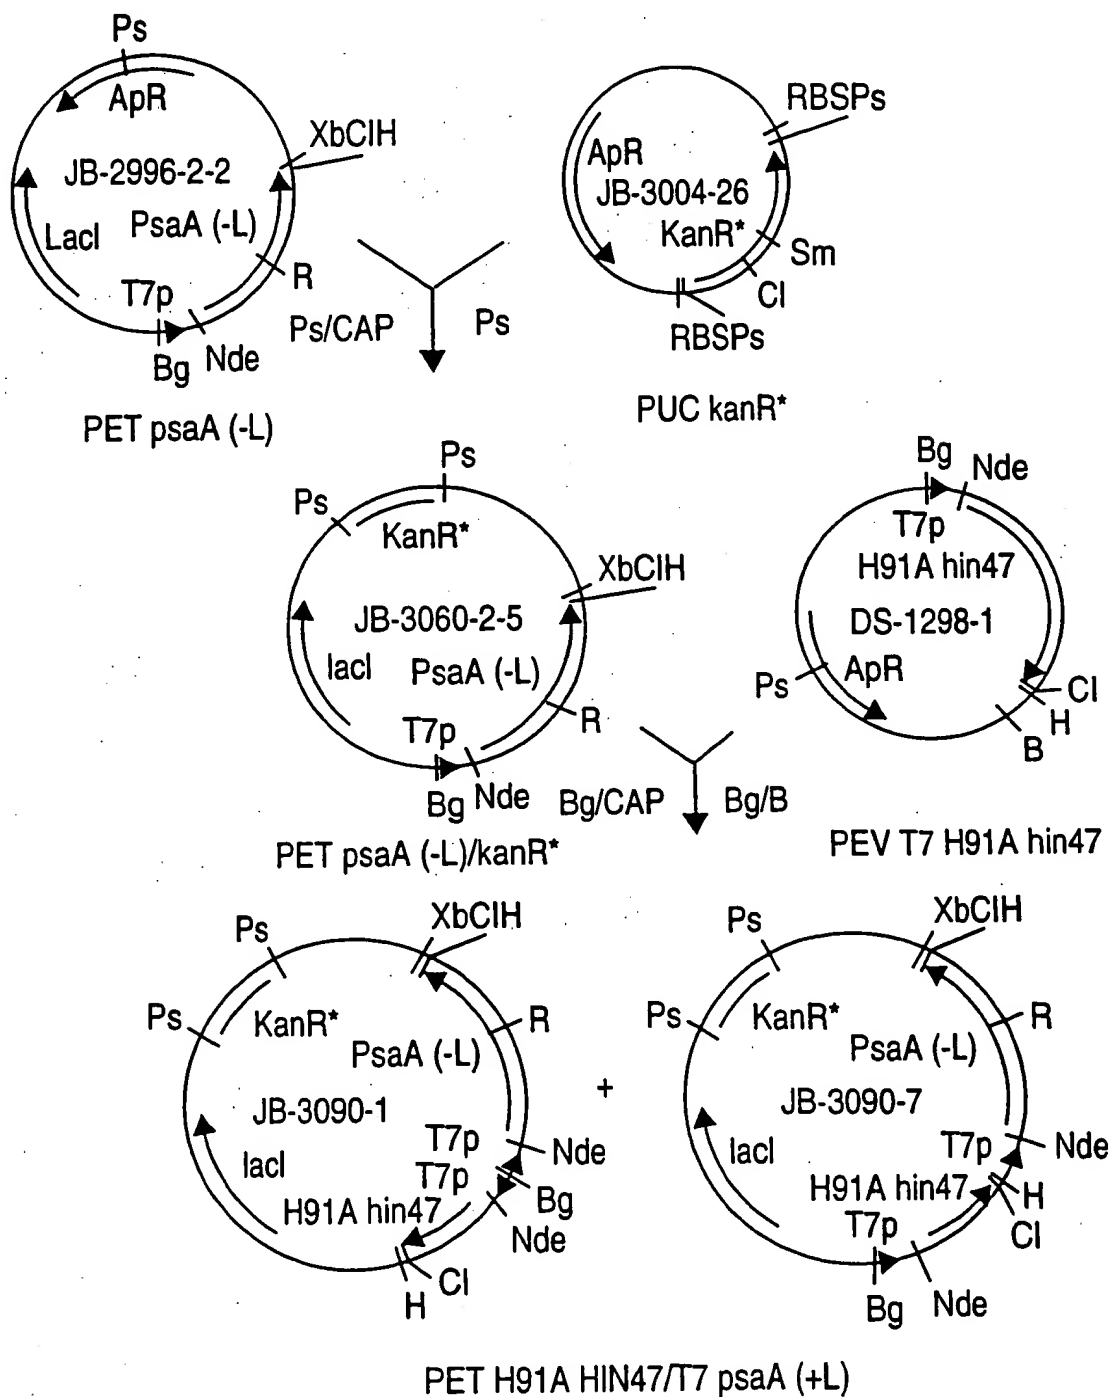 Ps
ApR
XbClH
JB-2996-2-2
LacI
PsaA (-L)
R
T7p
Bg
Nde
PET psaA (-L)
Ps/CAP
Ps
RBSPs
ApR
JB-3004-26
KanR*
Sm
Cl
RBSPs
PUC kanR*
Ps
Ps
KanR*
XbClH
JB-3060-2-5
lacI
PsaA (-L)
R
T7p
Bg
Nde
PET psaA (-L)/kanR*
Bg/CAP
Bg/B
Bg
Nde
T7p
H91A hin47
DS-1298-1
Ps
ApR
Cl
H
B
PEV T7 H91A hin47
Ps
XbClH
Ps
KanR*
R
PsaA (-L)
JB-3090-1
T7p
Nde
lacI
T7p
Bg
H91A hin47
Nde
Cl
H
+
Ps
XbClH
Ps
KanR*
R
PsaA (-L)
JB-3090-7
T7p
Nde
lacI
H91A hin47
H
Cl
T7p
Bg
Nde
PET H91A HIN47/T7 psaA (+L)